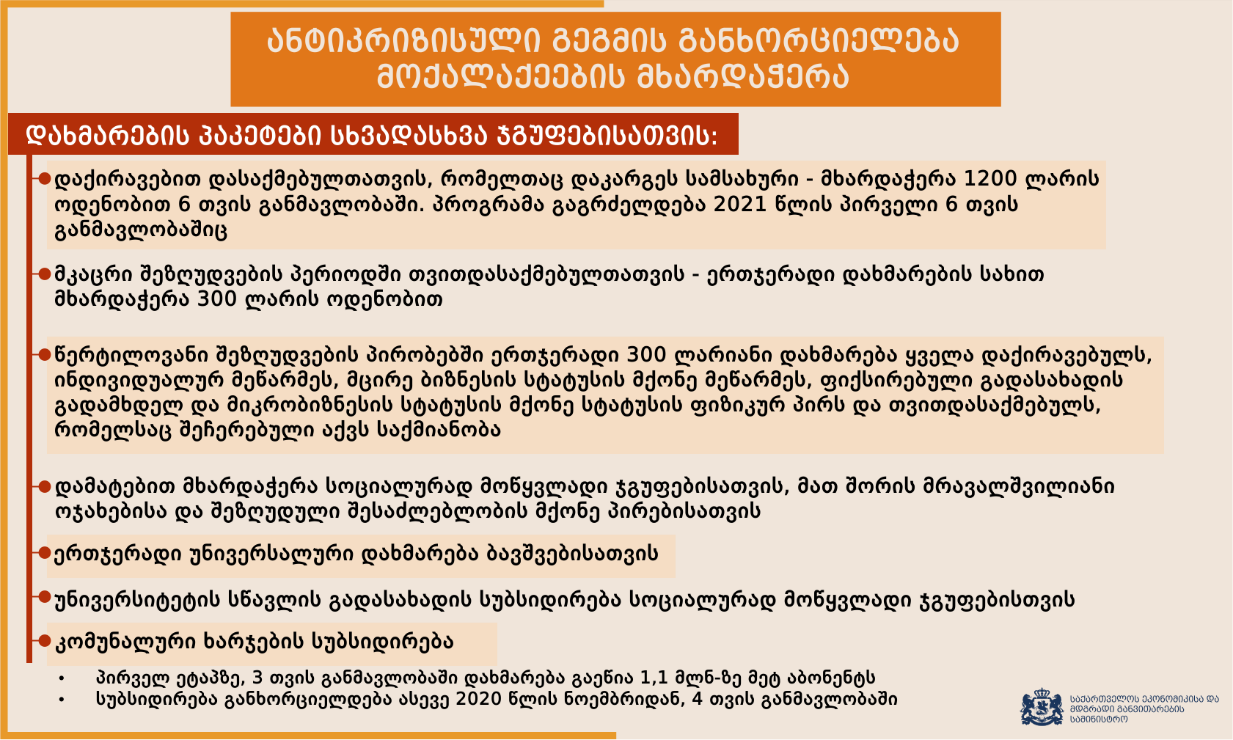 ანტიკრიზისული გეგმის განხორციელება
მოქალაქეების მხარდაჭერა
დახმარების პაკეტები სხვადასხვა ჯგუფებისათვის:
დაქირავებით დასაქმებულთათვის, რომელთაც დაკარგეს სამსახური - მხარდაჭერა 1200 ლარის
ოდენობით 6 თვის განმავლობაში. პროგრამა გაგრძელდება 2021 წლის პირველი 6 თვის
განმავლობაშიც
მკაცრი შეზღუდვების პერიოდში თვითდასაქმებულთათვის - ერთჯერადი დახმარების სახით
მხარდაჭერა 300 ლარის ოდენობით
წერტილოვანი შეზღუდვების პირობებში ერთჯერადი 300 ლარიანი დახმარება ყველა დაქირავებულს,
ინდივიდუალურ მეწარმეს, მცირე ბიზნესის სტატუსის მქონე მეწარმეს, ფიქსირებული გადასახადის
გადამხდელ და მიკრობიზნესის სტატუსის მქონე სტატუსის ფიზიკურ პირს და თვითდასაქმებულს,
რომელსაც შეჩერებული აქვს საქმიანობა
დამატებით მხარდაჭერა სოციალურად მოწყვლადი ჯგუფებისათვის, მათ შორის მრავალშვილიანი
ოჯახებისა და შეზღუდული შესაძლებლობის მქონე პირებისათვის
ერთჯერადი უნივერსალური დახმარება ბავშვებისათვის
უნივერსიტეტის სწავლის გადასახადის სუბსიდირება სოციალურად მოწყვლადი ჯგუფებისთვის
კომუნალური ხარჯების სუბსიდირება
• პირველ ეტაპზე, 3 თვის განმავლობაში დახმარება გაეწია 1,1 მლნ-ზე მეტ აბონენტს
• სუბსიდირება განხორციელდება ასევე 2020 წლის ნოემბრიდან, 4 თვის განმავლობაში
საქართველოს ეკონომიკისა და
მდგრადი განვითარების
სამინისტრო